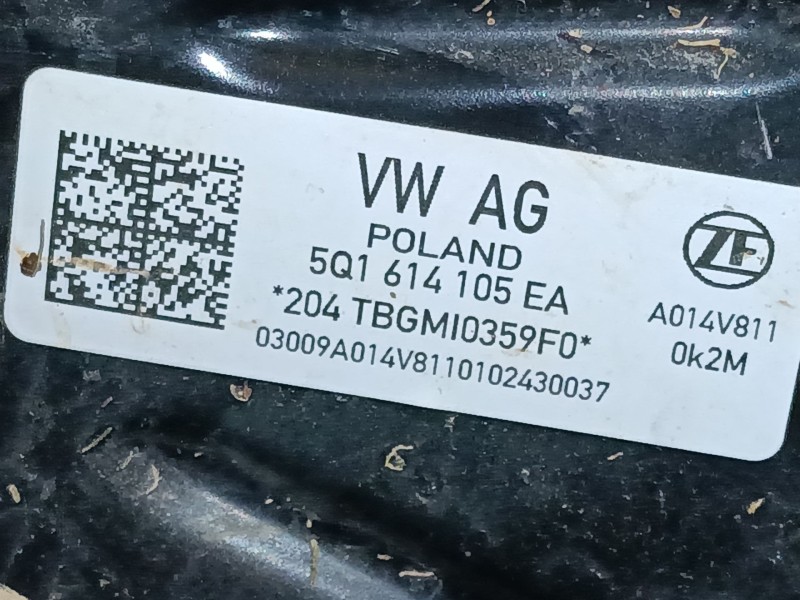 VW AG
POLAND
5Q1 614 105 EA
*204 TBGMI0359F0*
03009A014V8110102430037
ZF
A014V811
0k2M